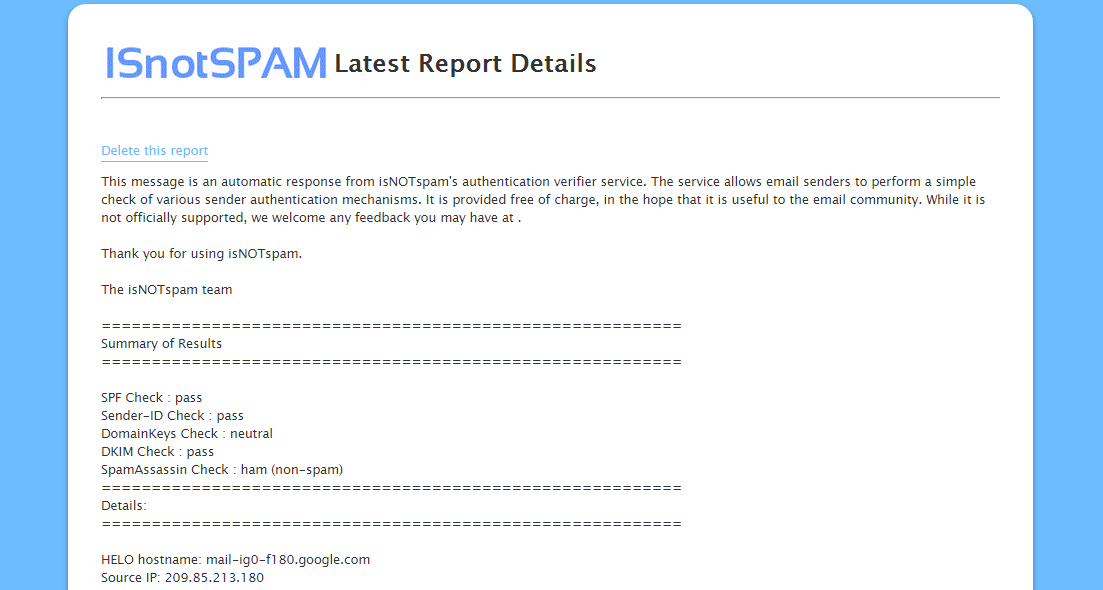 ISnotSPAM Latest Report Details
Delete this report
This message is an automatic response from isNOTspam's authentication verifier service. The service allows email senders to perform a simple
check of various sender authentication mechanisms. It is provided free of charge, in the hope that it is useful to the email community. While it is
not officially supported, we welcome any feedback you may have at .
Thank you for using isNOTspam.
The isNOTspam team
==========================================================
Summary of Results
==========================================================
SPF Check : pass
Sender-ID Check : pass
DomainKeys Check : neutral
DKIM Check : pass
SpamAssassin Check : ham (non-spam)
==========================================================
Details:
==========================================================
HELO hostname: mail-ig0-f180.google.com
Source IP: 209.85.213.180